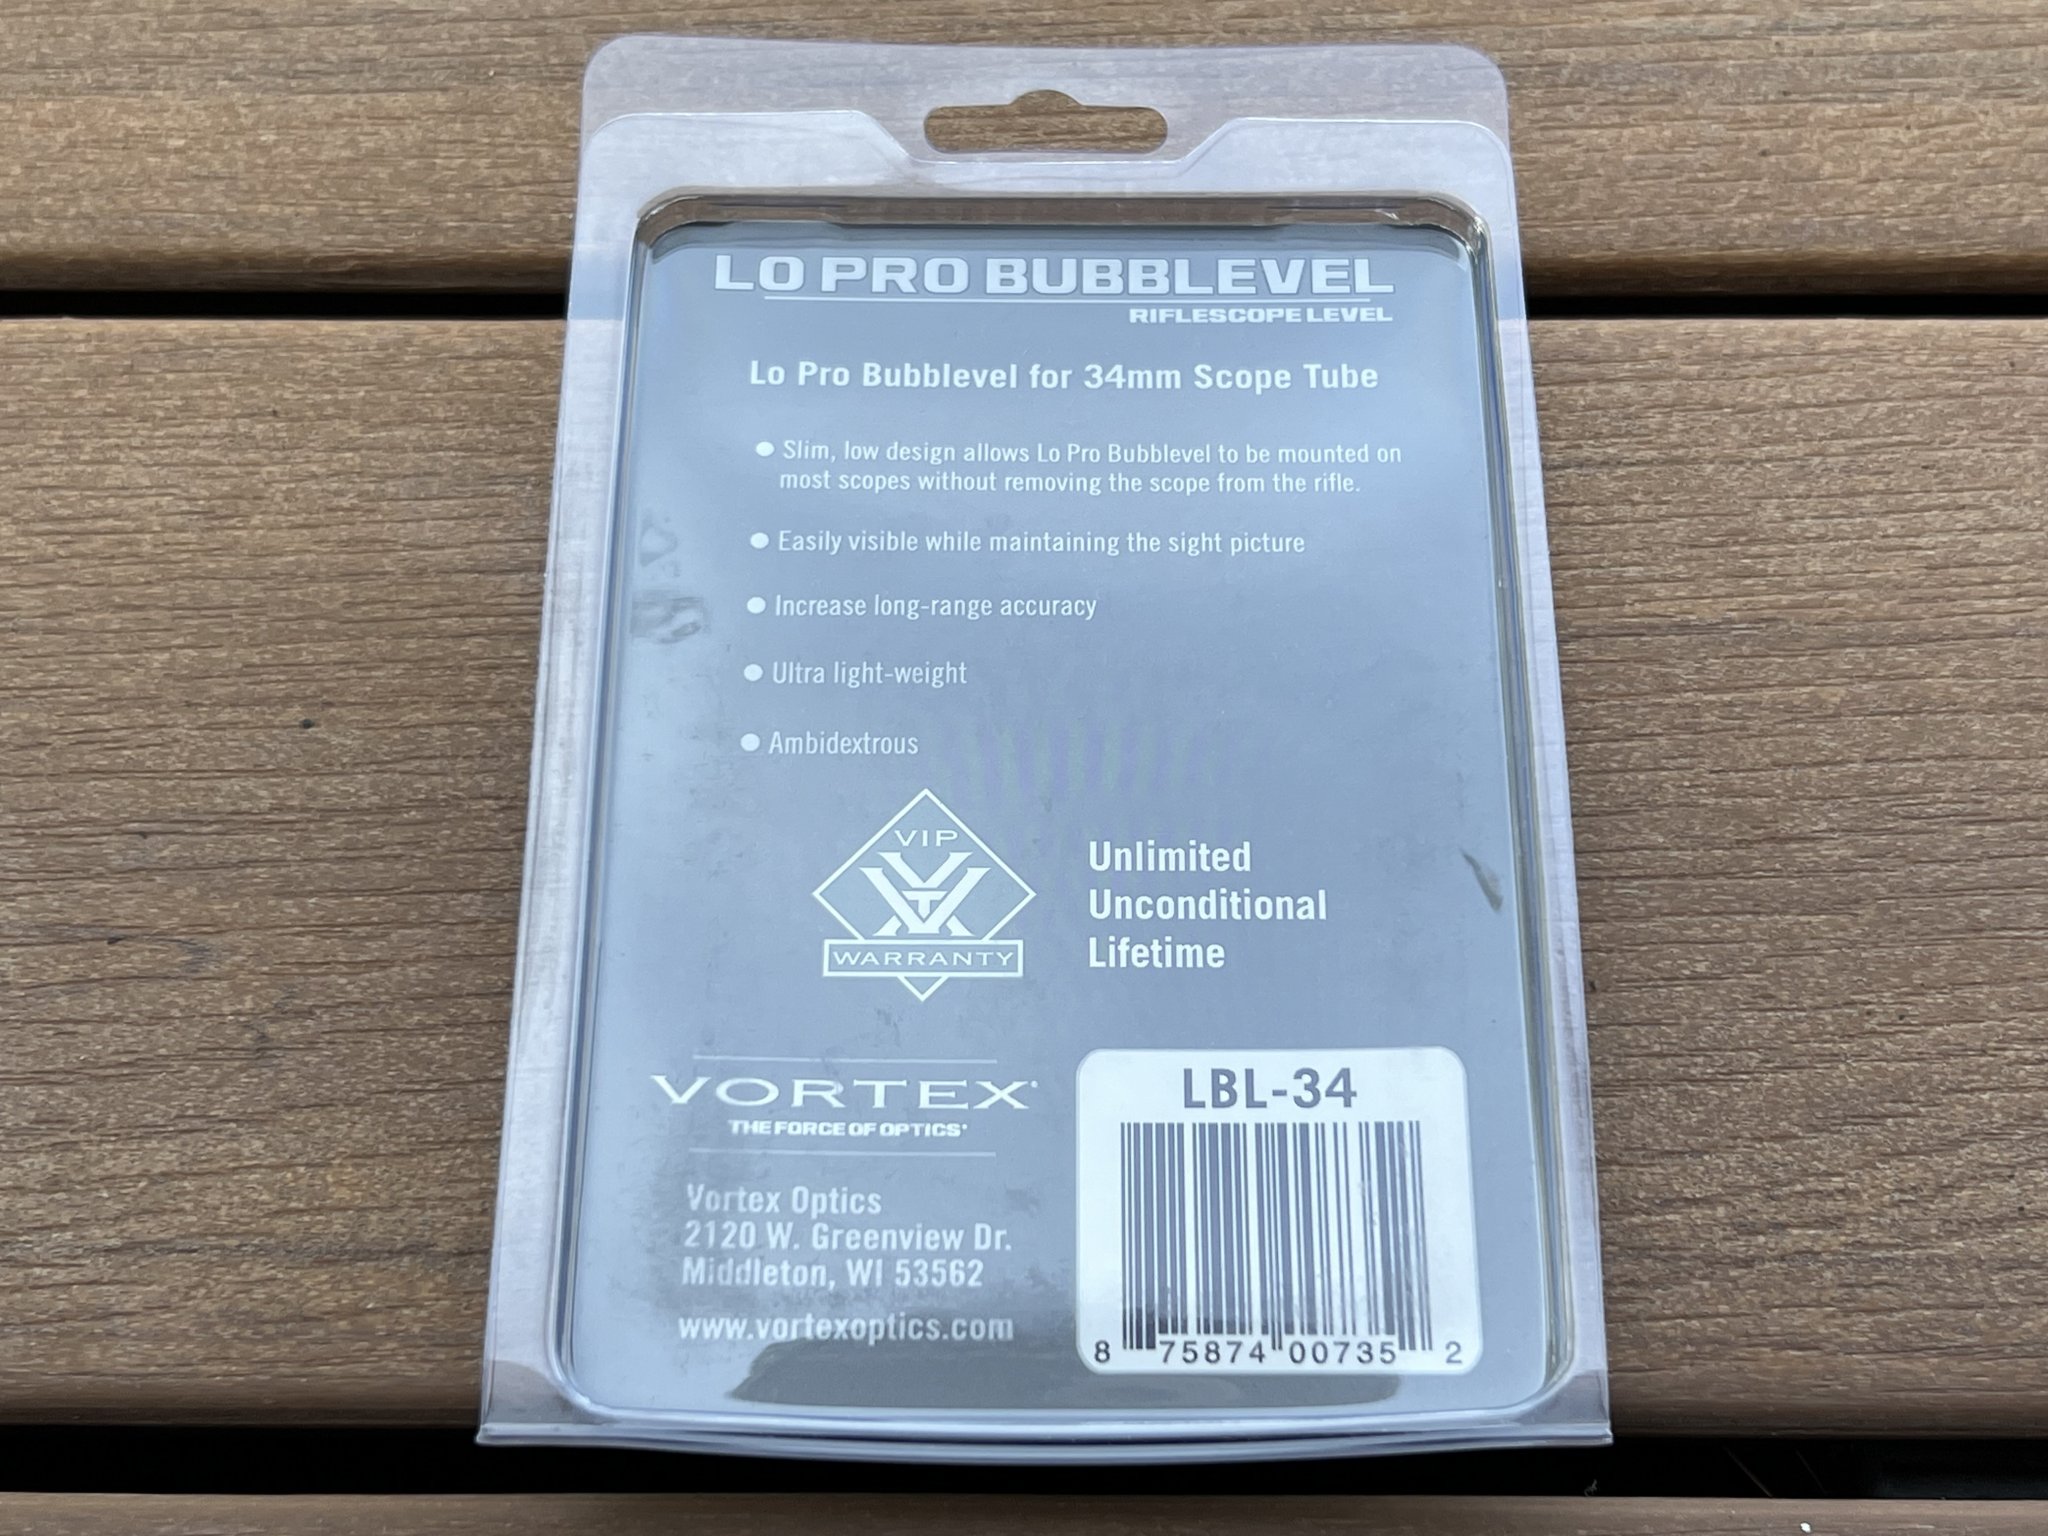 LO PRO BUBBLEVEL
RIFLESCOPE LEVEL
Lo Pro Bubblevel for 34mm Scope Tube
● Slim, low design allows Lo Pro Bubblevel to be mounted on
most scopes without removing the scope from the rifle.
● Easily visible while maintaining the sight picture
● Increase long-range accuracy
● Ultra light-weight
● Ambidextrous
VIP
WARRANTY
Unlimited
Unconditional
Lifetime
VORTEX
THE FORCE OF OPTICS
Vortex Optics
2120 W. Greenview Dr.
Middleton, WI 53562
www.vortexoptics.com
LBL-34
8 75874 00735 2